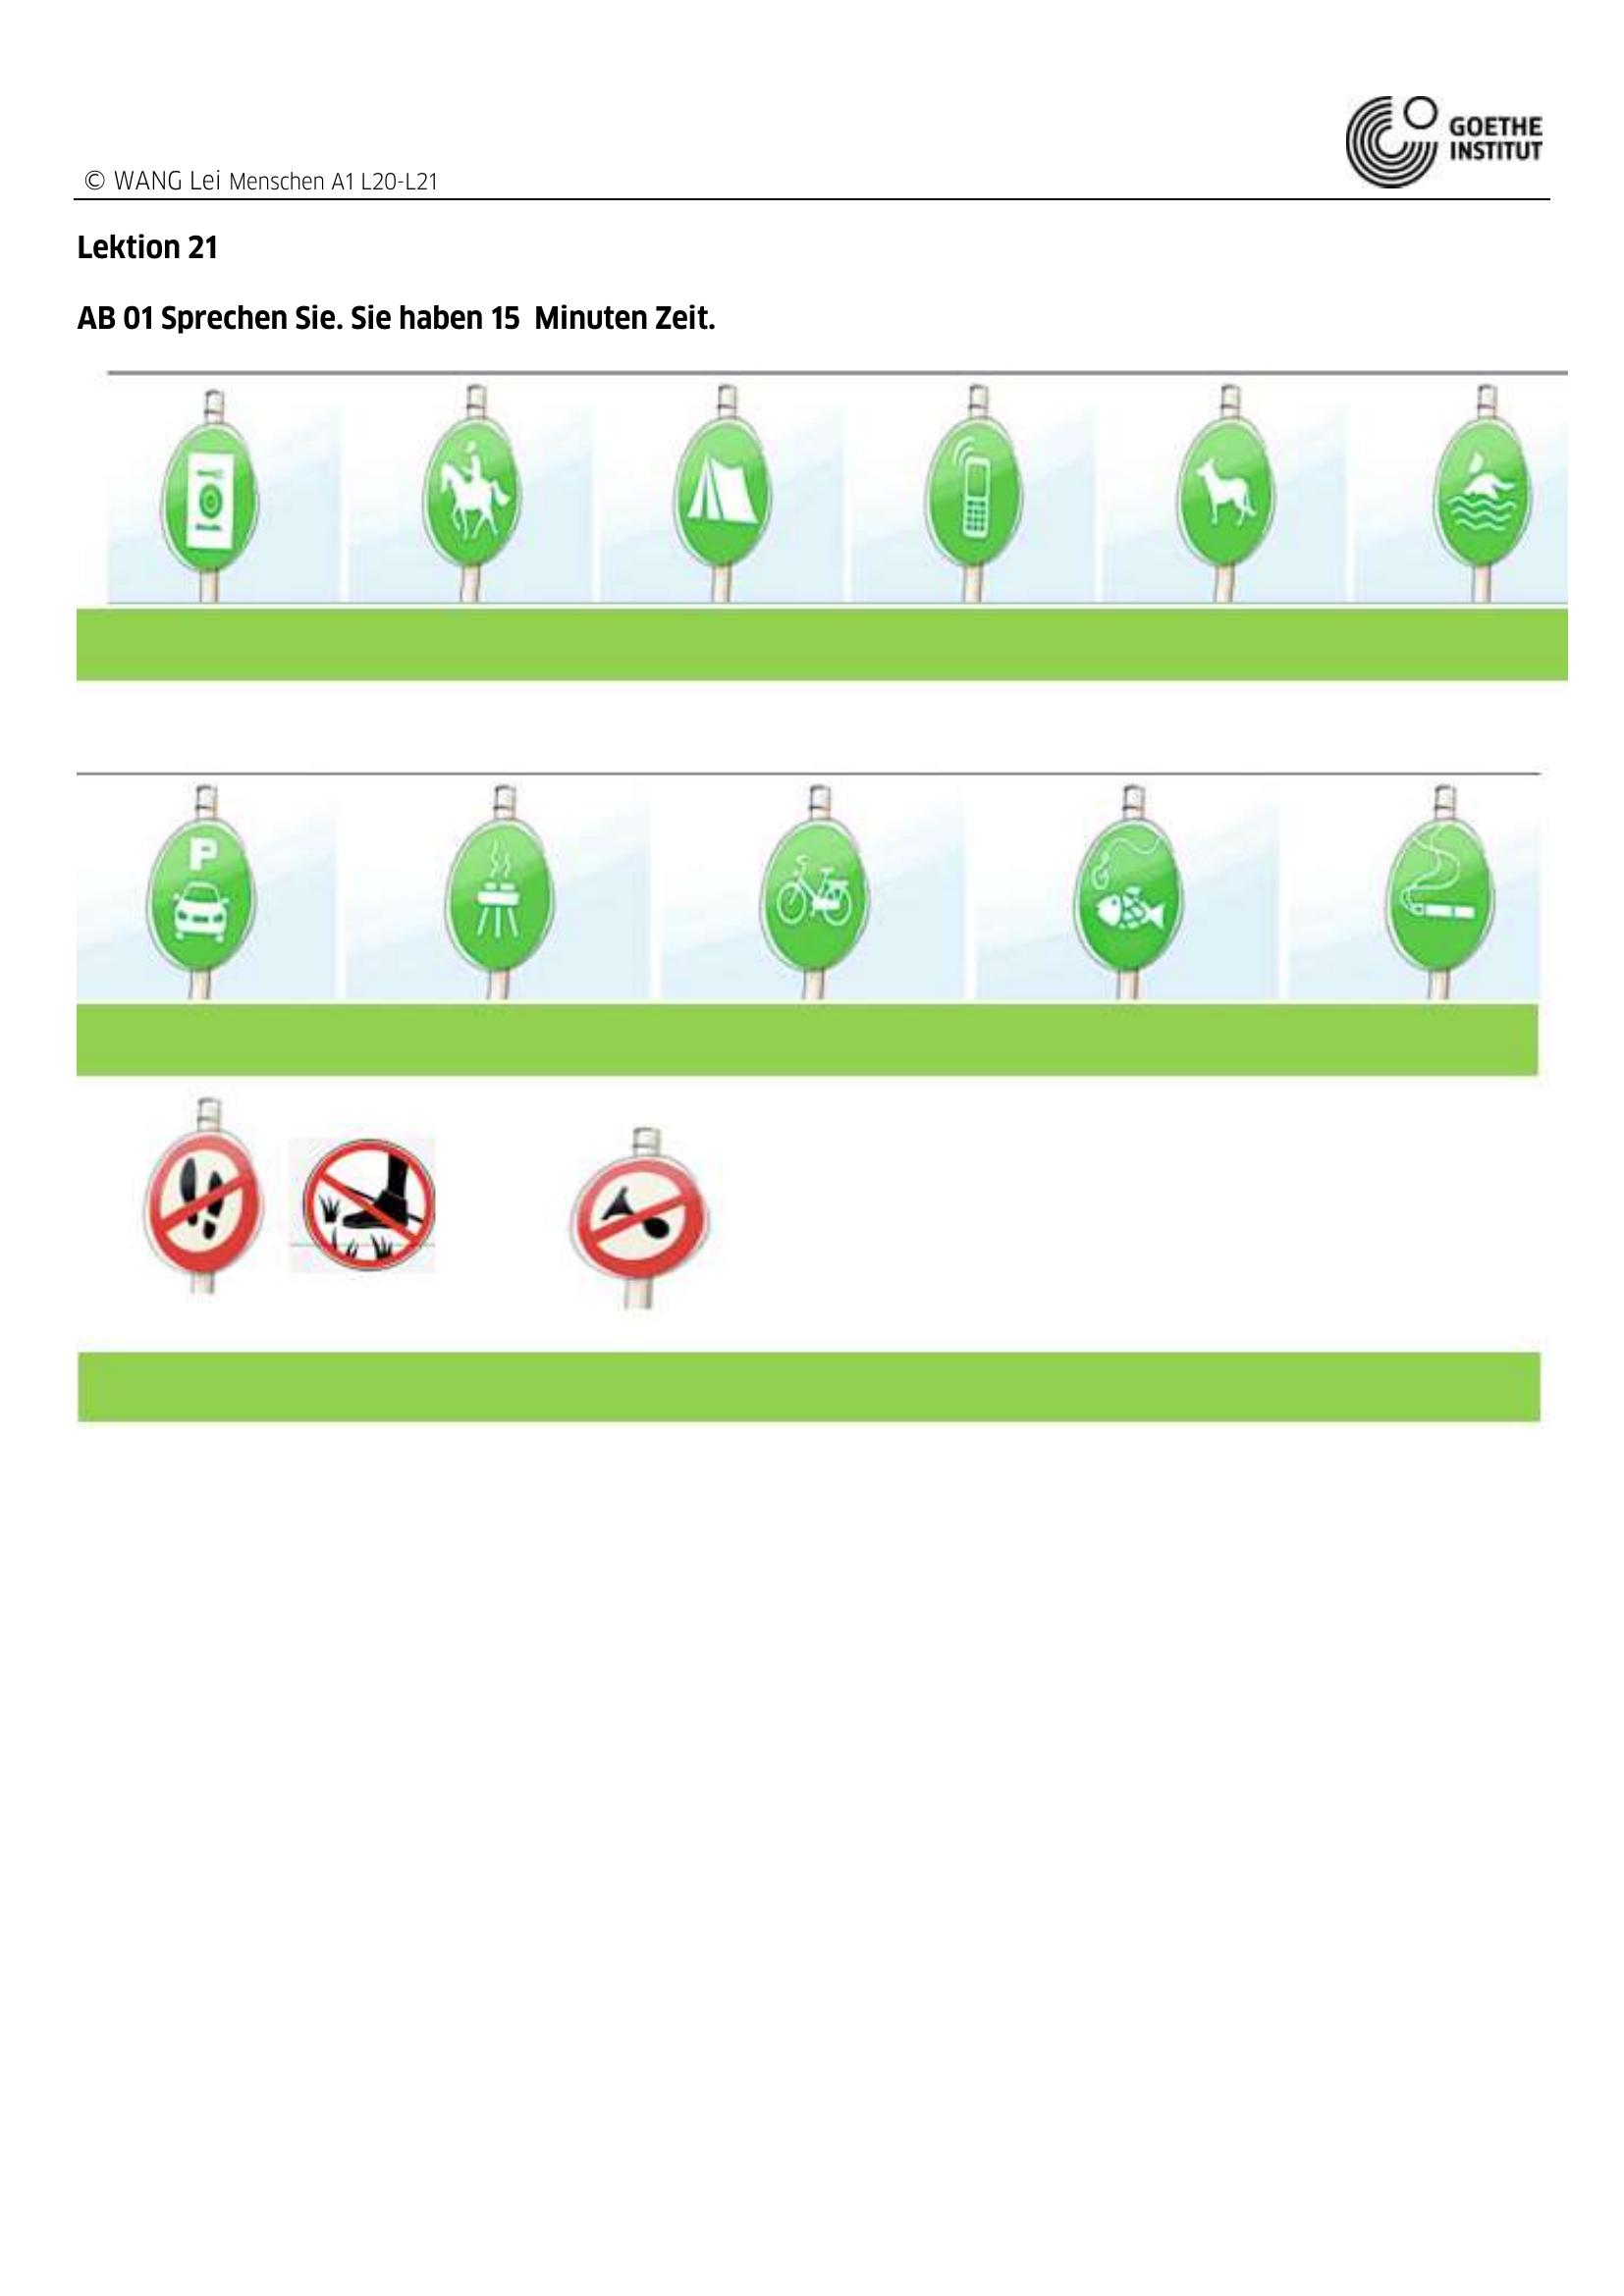 GOETHE
INSTITUT
© WANG Lei Menschen A1 L20-L21
Lektion 21
AB 01 Sprechen Sie. Sie haben 15 Minuten Zeit.
P